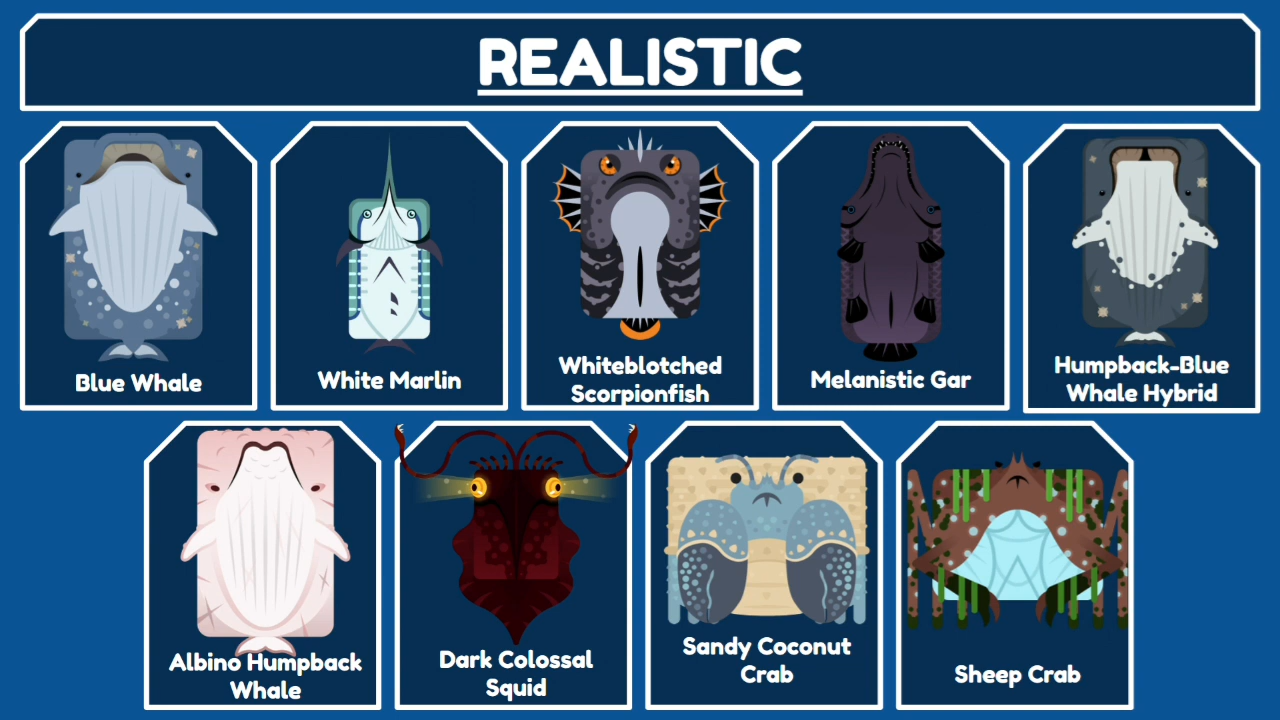 REALISTIC
Blue Whale
White Marlin
Whiteblotched
Scorpionfish
Melanistic Gar
Humpback-Blue
Whale Hybrid
Albino Humpback
Whale
Dark Colossal
Squid
Sandy Coconut
Crab
Sheep Crab